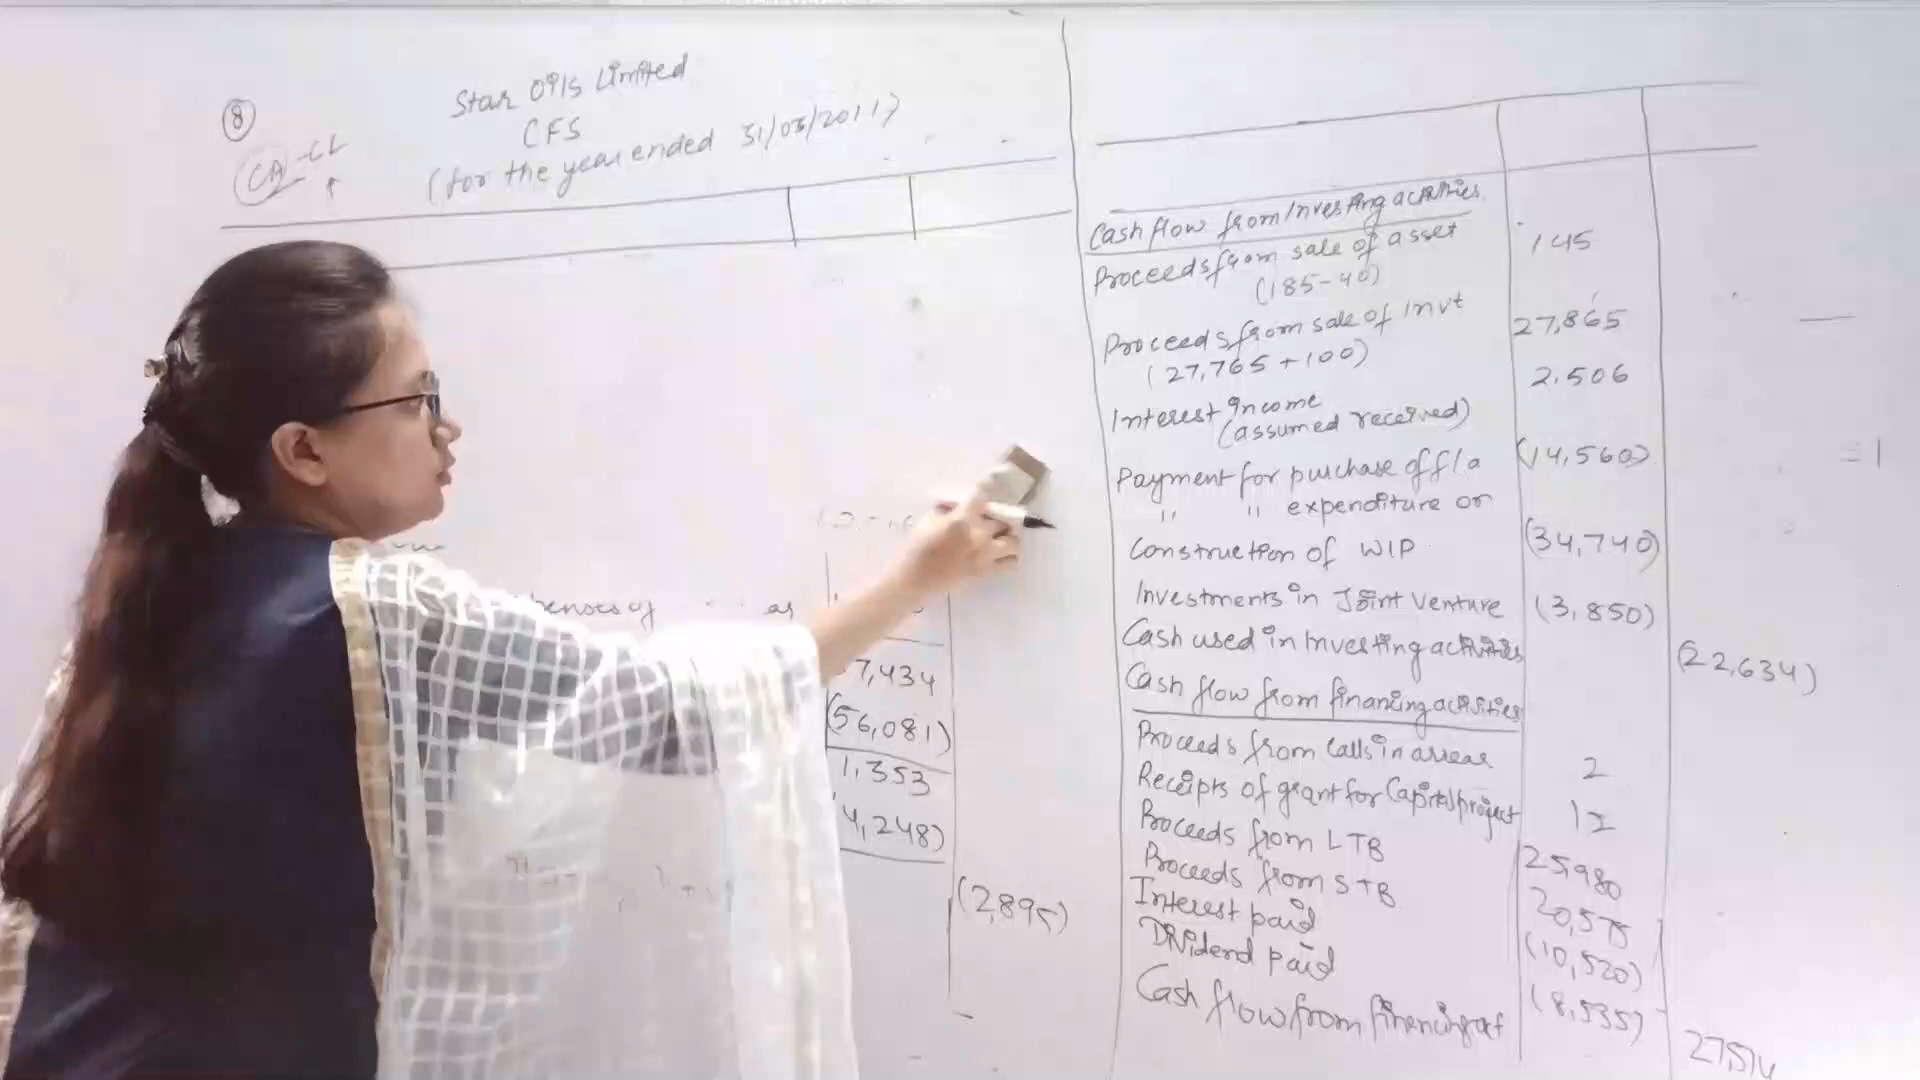 8
Star Oils Limited
CFS
(for the year ended 31/03/2011)
CA - CL
7,434
(56,081)
1,353
4,248)
(2,895)
Cash flow from Investing activities
Proceeds from sale of asset 145
(185-40)
Proceeds from sale of Invt 27,865
(27,765 + 100)
Interest Income 2,506
(assumed received)
Payment for purchase of f/a (14,560)
" " expenditure or
Construction of WIP (34,740)
Investments in Joint Venture (3,850)
Cash used in Investing activities (22,634)
Cash flow from financing activities
Proceeds from Calls in arrear 2
Receipts of grant for Capital project 12
Proceeds from LTB 25,980
Proceeds from STB 20,575
Interest paid (10,520)
Dividend paid (8,535)
Cash flow from financing act 27,514
= 1